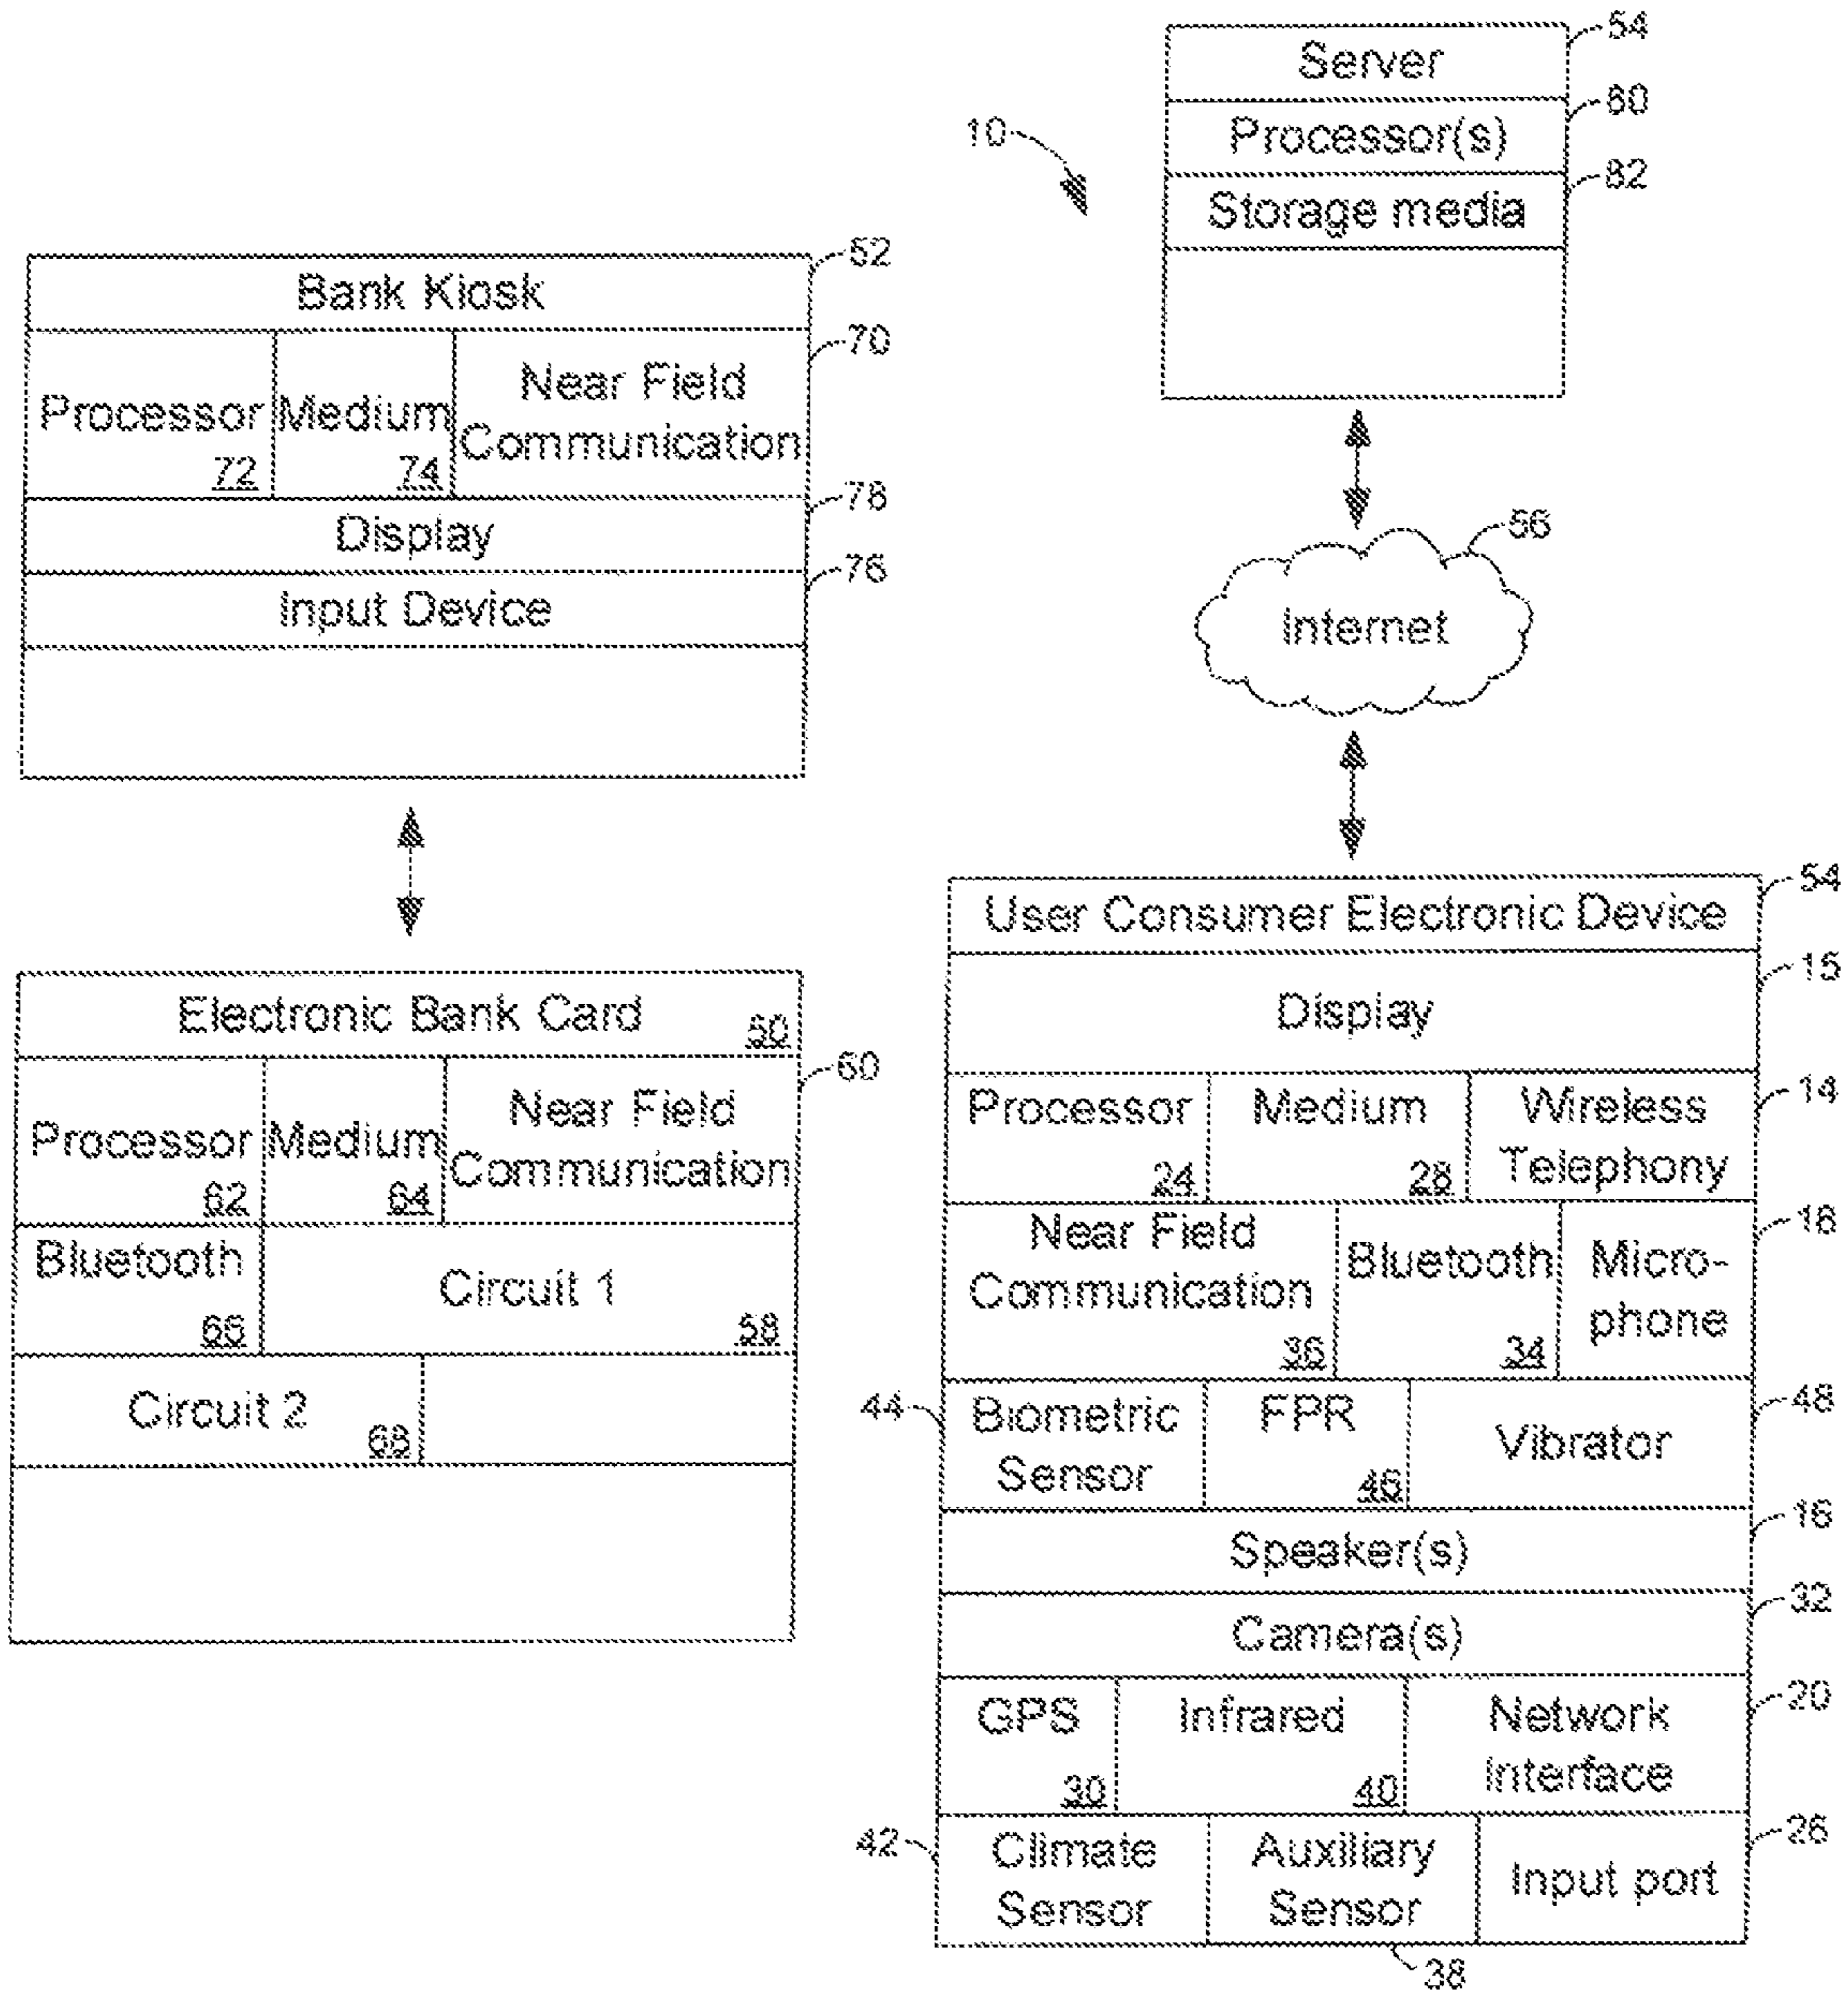 54
Server
80
Processor(s)
10
82
Storage media
52
Bank Kiosk
70
Near Field
Processor Medium Communication
72 74
78
Display
76
Input Device
56
Internet
54
User Consumer Electronic Device
15
Display
Electronic Bank Card 50
60
Near Field
Processor Medium Communication
62 64
Bluetooth Circuit 1
66 58
Circuit 2
68
14
Processor Medium Wireless
24 28 Telephony
18
Near Field Bluetooth Micro-
Communication phone
36 34
44 48
Biometric FPR Vibrator
Sensor 46
16
Speaker(s)
32
Camera(s)
20
GPS Infrared Network
30 40 Interface
42 26
Climate Auxiliary Input port
Sensor Sensor
38